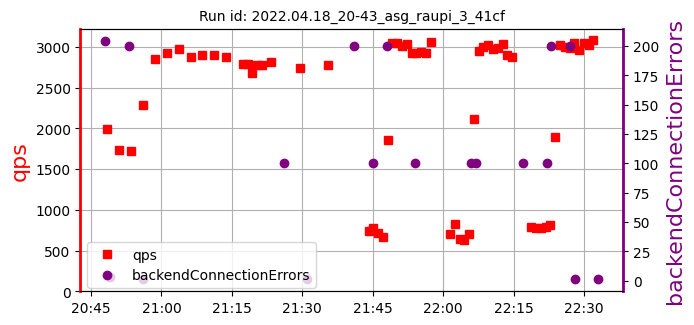 Run id: 2022.04.18_20-43_asg_raupi_3_41cf
qps
3000
2500
2000
1500
1000
500
0
200
175
150
125
100
75
50
25
0
backendConnectionErrors
qps
backendConnectionErrors
20:45 21:00 21:15 21:30 21:45 22:00 22:15 22:30